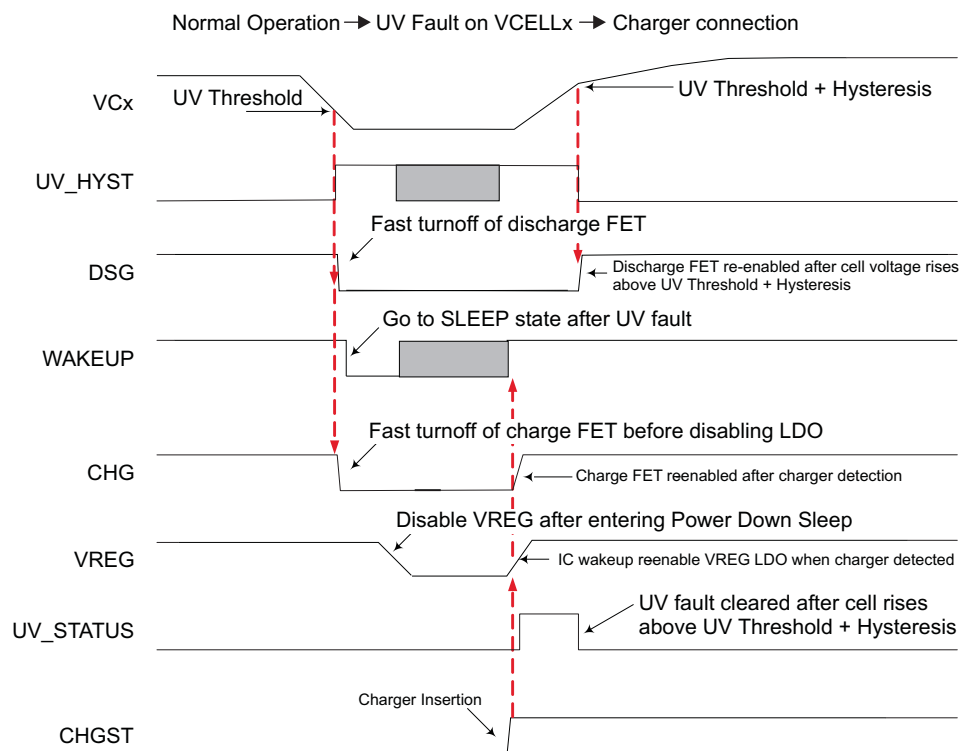 Normal Operation → UV Fault on VCELLx → Charger connection
VCx
UV Threshold
UV Threshold + Hysteresis
UV_HYST
Fast turnoff of discharge FET
DSG
Discharge FET re-enabled after cell voltage rises
above UV Threshold + Hysteresis
Go to SLEEP state after UV fault
WAKEUP
Fast turnoff of charge FET before disabling LDO
CHG
Charge FET reenabled after charger detection
Disable VREG after entering Power Down Sleep
VREG
IC wakeup reenable VREG LDO when charger detected
UV_STATUS
UV fault cleared after cell rises
above UV Threshold + Hysteresis
Charger Insertion
CHGST